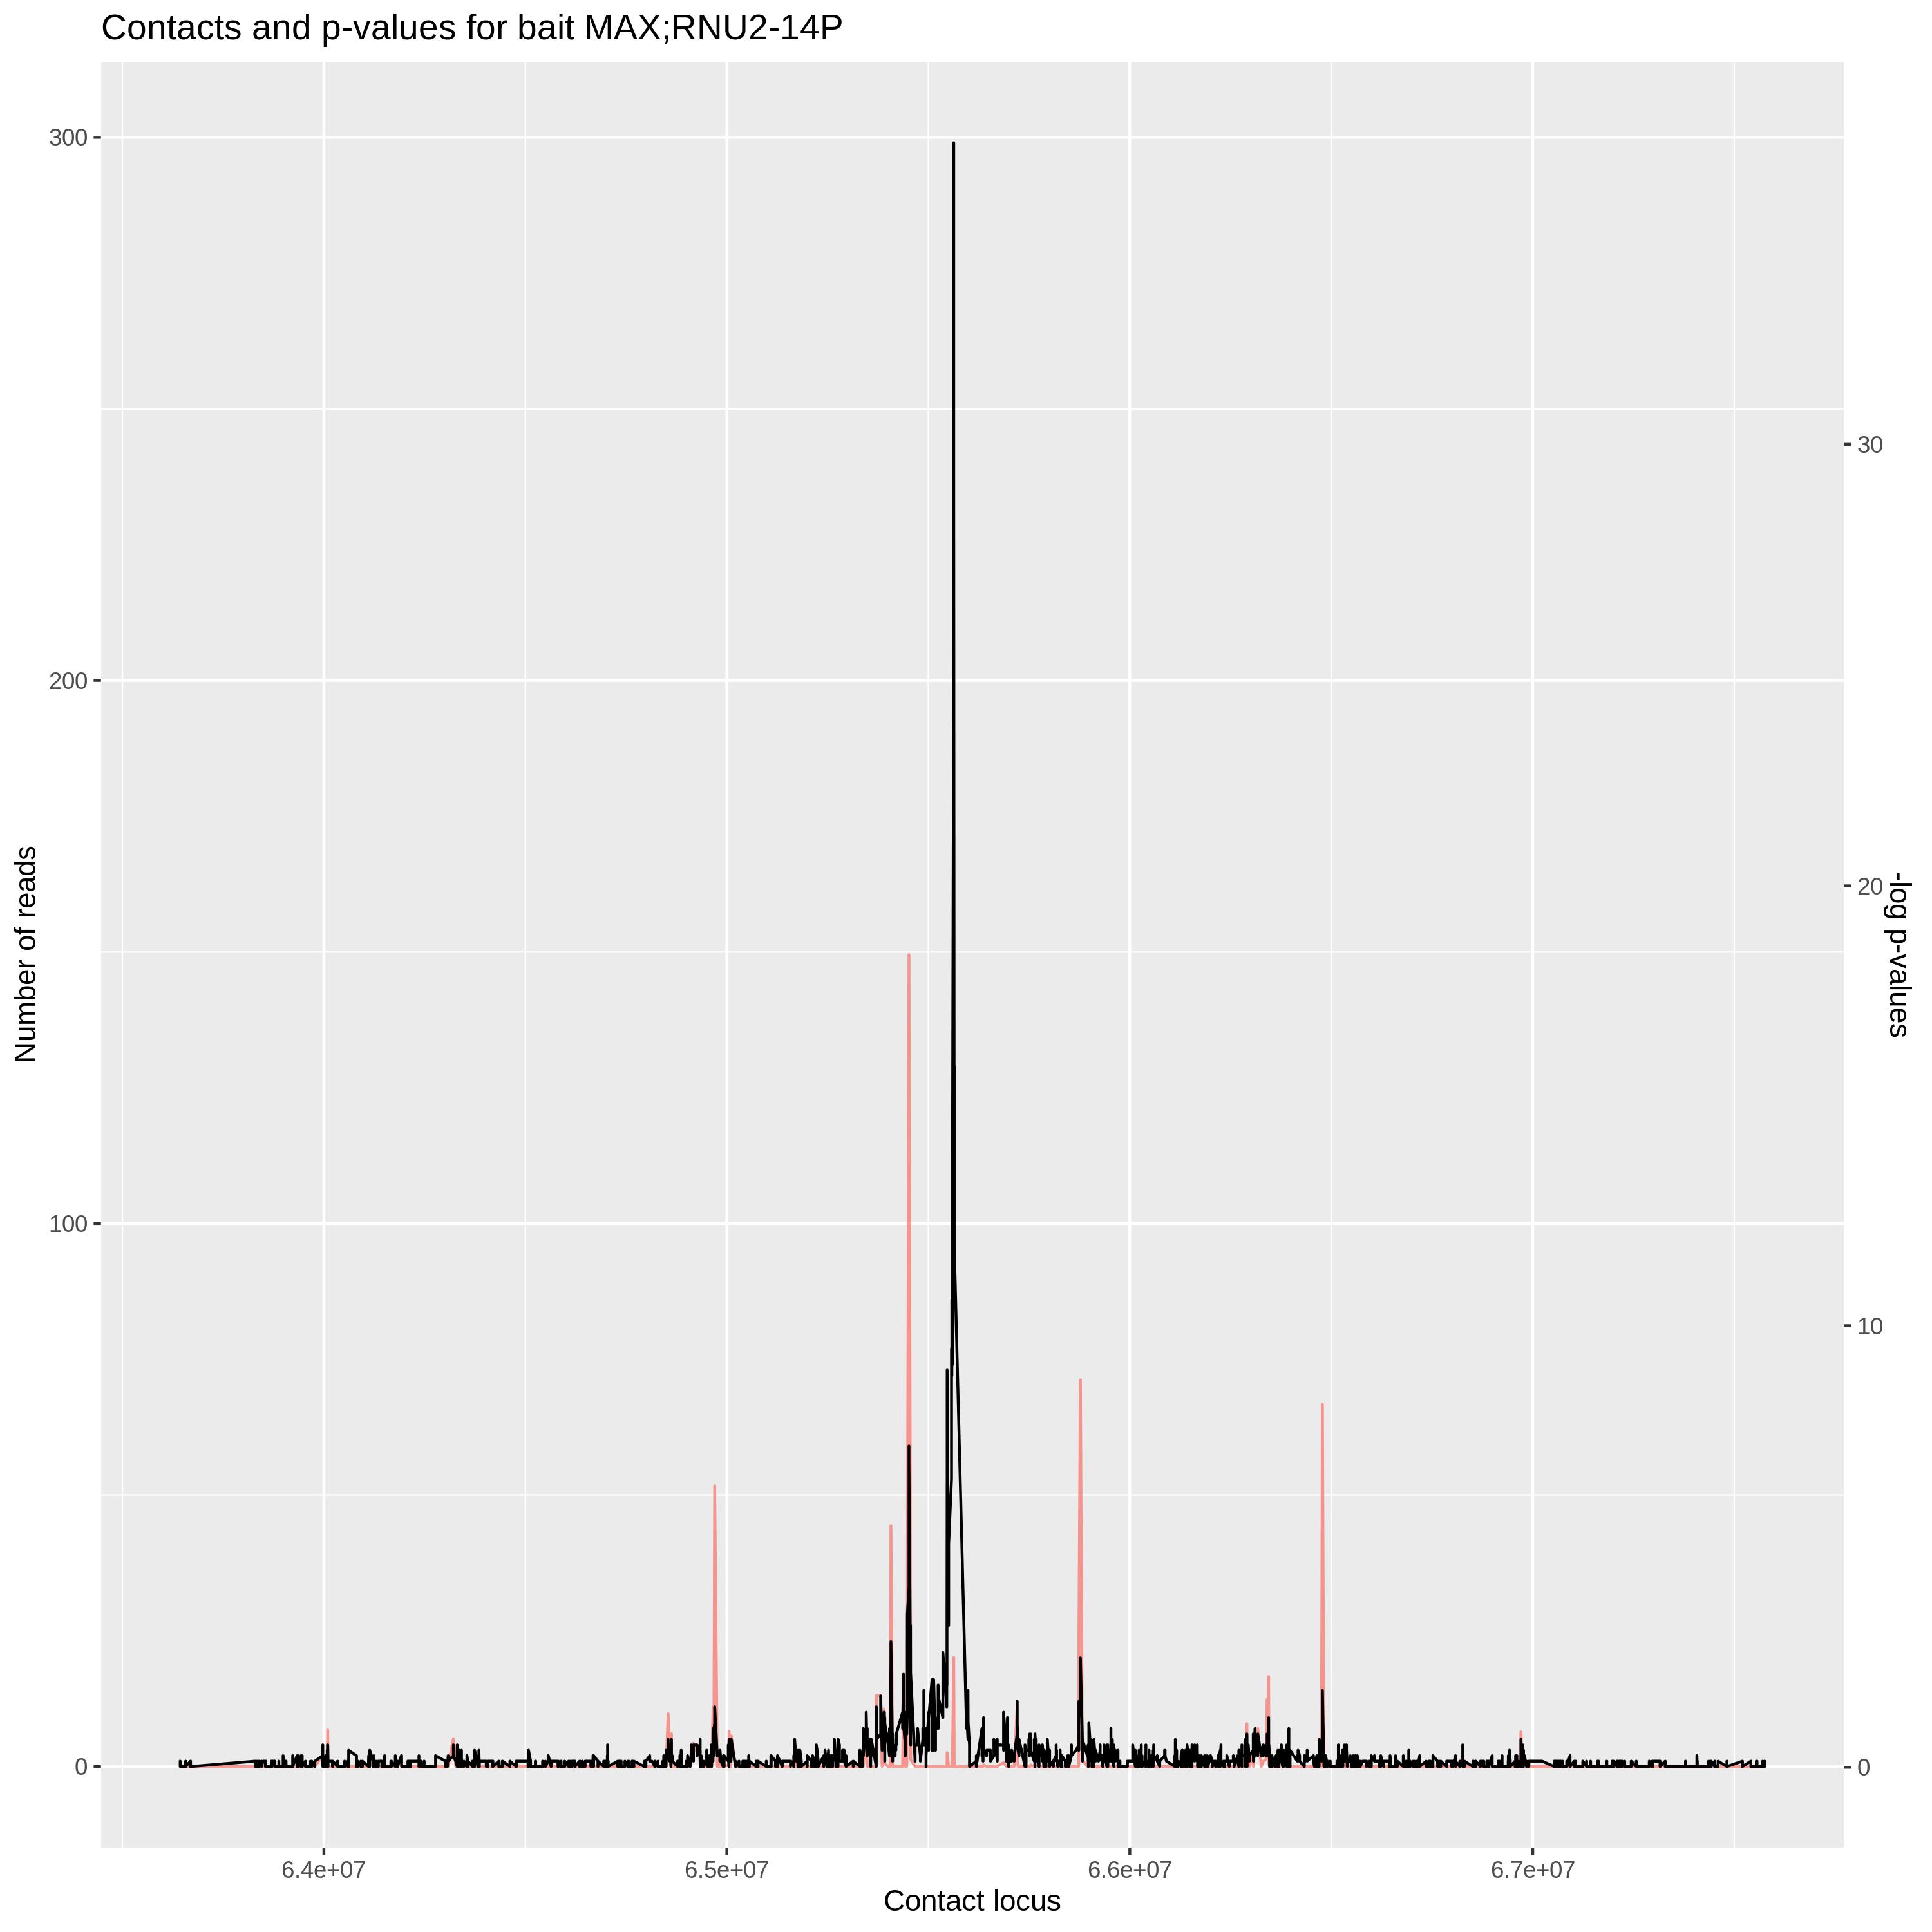 Contacts and p-values for bait MAX;RNU2-14P
300
200
100
0
Number of reads
30
20
10
0
-log p-values
6.4e+07 6.5e+07 6.6e+07 6.7e+07
Contact locus